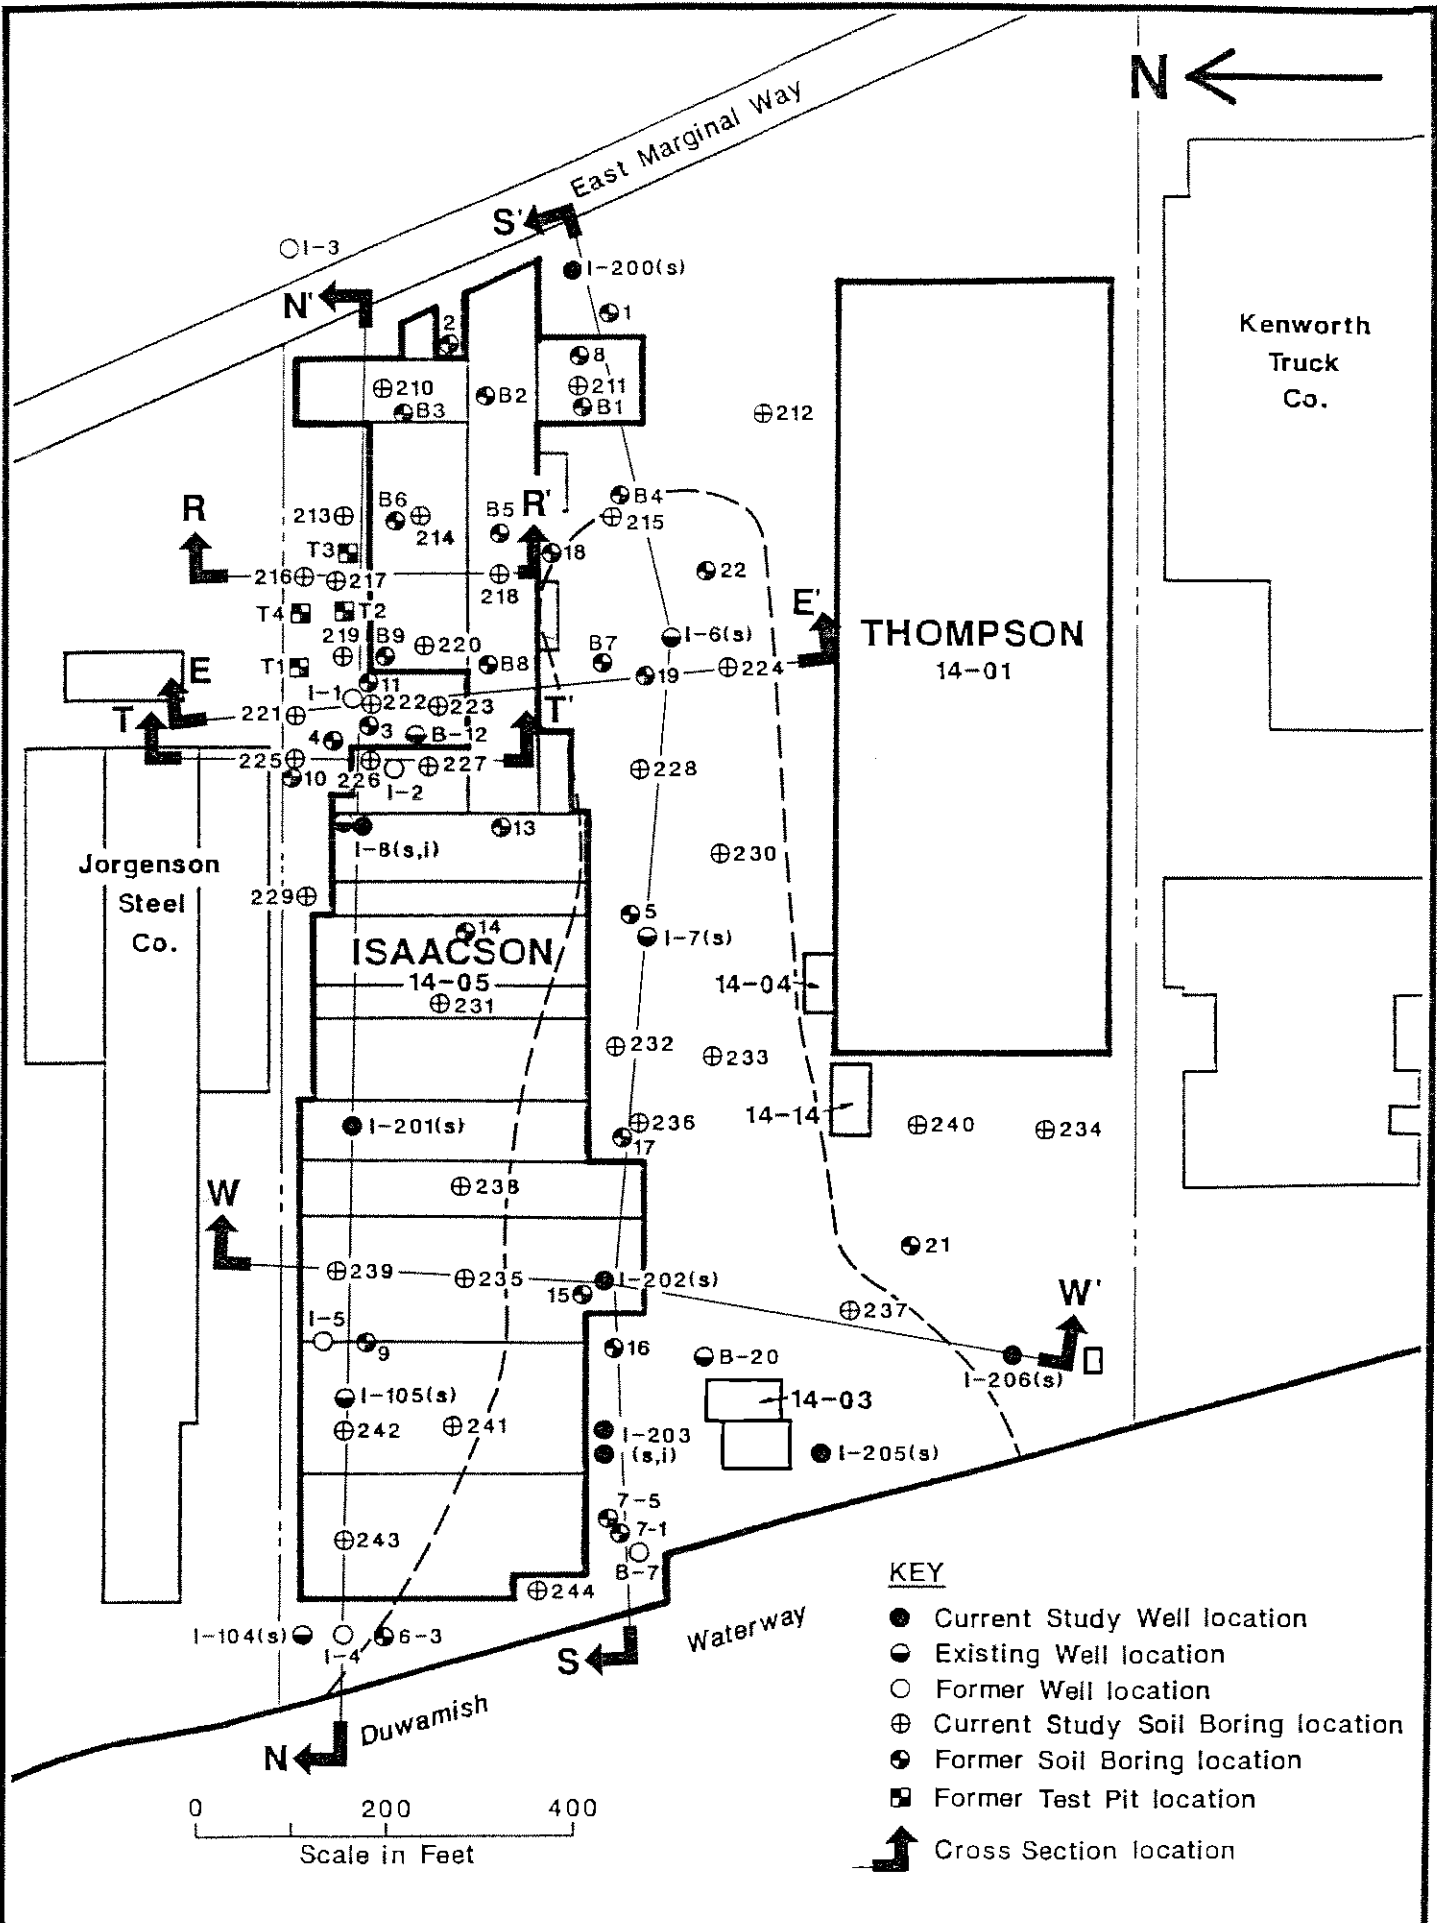 N
East Marginal Way
S'
I-3
I-200(s)
N'
1
2
Kenworth
Truck
Co.
8
210
211
B2
B3
B1
212
R
B6
B4
R'
213
B5
215
214
T3
18
22
216
217
218
E'
T4
T2
THOMPSON
14-01
219
B9
220
I-6(s)
B7
B8
T1
E
224
11
19
I-1
222
223
T'
221
T
3
B-12
4
225
226
227
228
10
I-2
13
I-8(s,i)
230
Jorgenson
Steel
Co.
229
5
14
I-7(s)
ISAACSON
14-05
14-04
231
232
233
14-14
I-201(s)
236
17
240
234
238
W
21
239
235
I-202(s)
15
W'
I-5
237
9
16
B-20
I-206(s)
I-105(s)
14-03
242
241
I-203
(s,i)
I-205(s)
7-5
7-1
243
B-7
244
KEY
I-104(s)
I-4
6-3
S
Waterway
Duwamish
N
Current Study Well location
Existing Well location
Former Well location
Current Study Soil Boring location
Former Soil Boring location
Former Test Pit location
Cross Section location
0 200 400
Scale in Feet